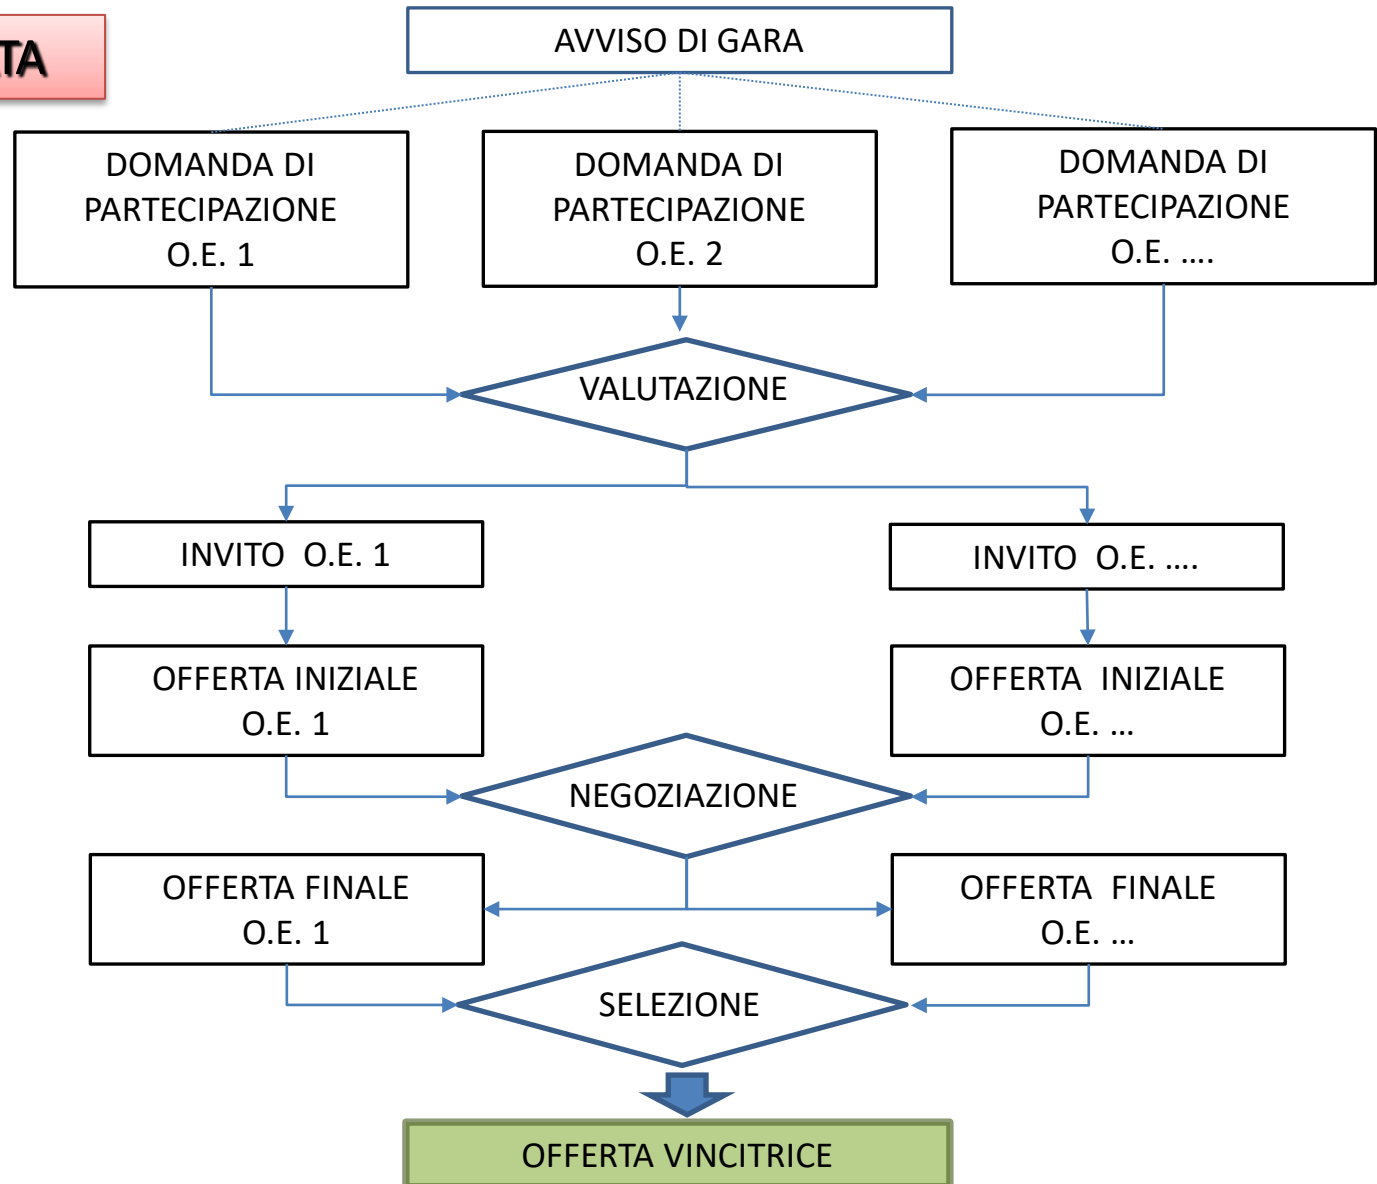 TA
AVVISO DI GARA
DOMANDA DI
PARTECIPAZIONE
O.E. 1
DOMANDA DI
PARTECIPAZIONE
O.E. 2
DOMANDA DI
PARTECIPAZIONE
O.E. ....
VALUTAZIONE
INVITO O.E. 1
INVITO O.E. ....
OFFERTA INIZIALE
O.E. 1
OFFERTA INIZIALE
O.E. ...
NEGOZIAZIONE
OFFERTA FINALE
O.E. 1
OFFERTA FINALE
O.E. ...
SELEZIONE
OFFERTA VINCITRICE